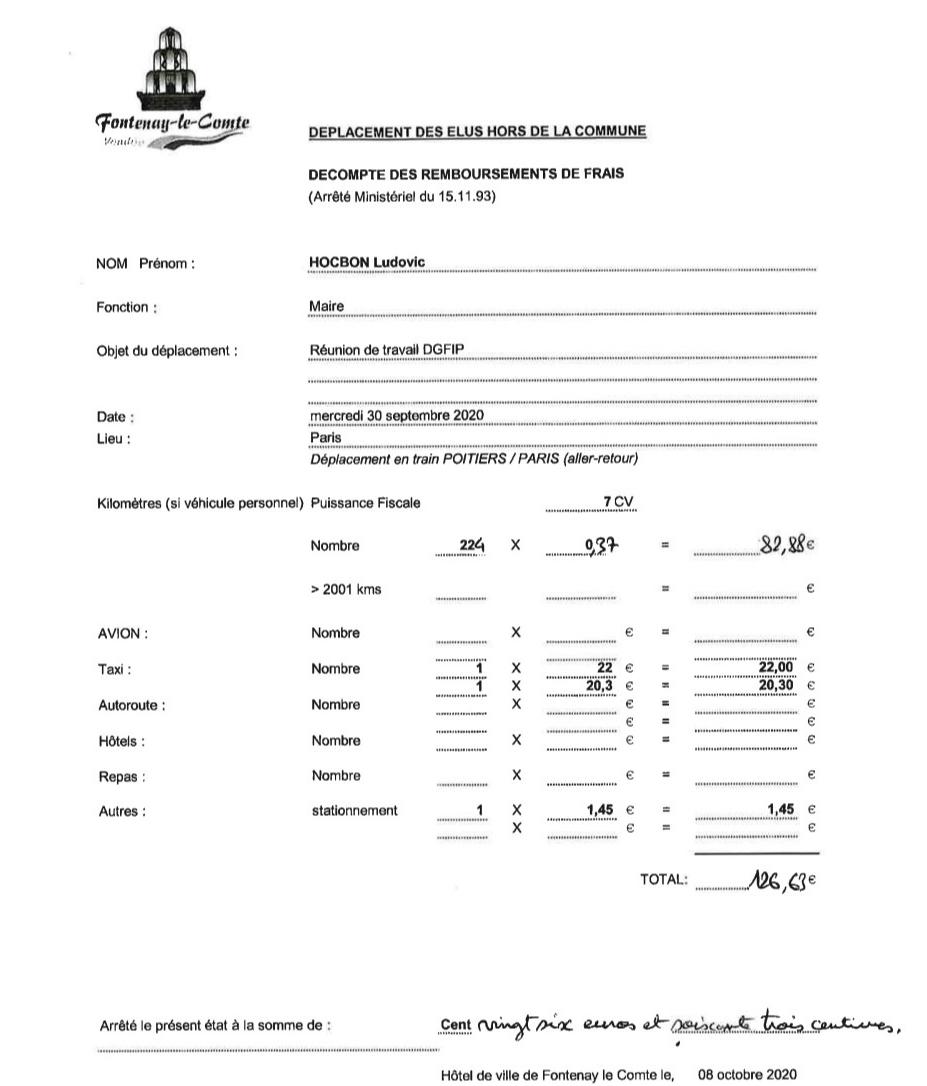 Fontenay-le-Comte
Vendée
DEPLACEMENT DES ELUS HORS DE LA COMMUNE
DECOMPTE DES REMBOURSEMENTS DE FRAIS
(Arrêté Ministériel du 15.11.93)
NOM Prénom : HOCBON Ludovic
Fonction : Maire
Objet du déplacement : Réunion de travail DGFIP
Date : mercredi 30 septembre 2020
Lieu : Paris
Déplacement en train POITIERS / PARIS (aller-retour)
Kilomètres (si véhicule personnel) Puissance Fiscale 7 CV
Nombre 224 X 0,37 = 82,88 €
> 2001 kms = €
AVION : Nombre X € = €
Taxi : Nombre 1 X 22 € = 22,00 €
1 X 20,3 € = 20,30 €
Autoroute : Nombre X € = €
€ = €
Hôtels : Nombre X € = €
Repas : Nombre X € = €
Autres : stationnement 1 X 1,45 € = 1,45 €
X € = €
TOTAL: 126,63 €
Arrêté le présent état à la somme de : Cent vingt six euros et soixante trois centimes,
Hôtel de ville de Fontenay le Comte le, 08 octobre 2020